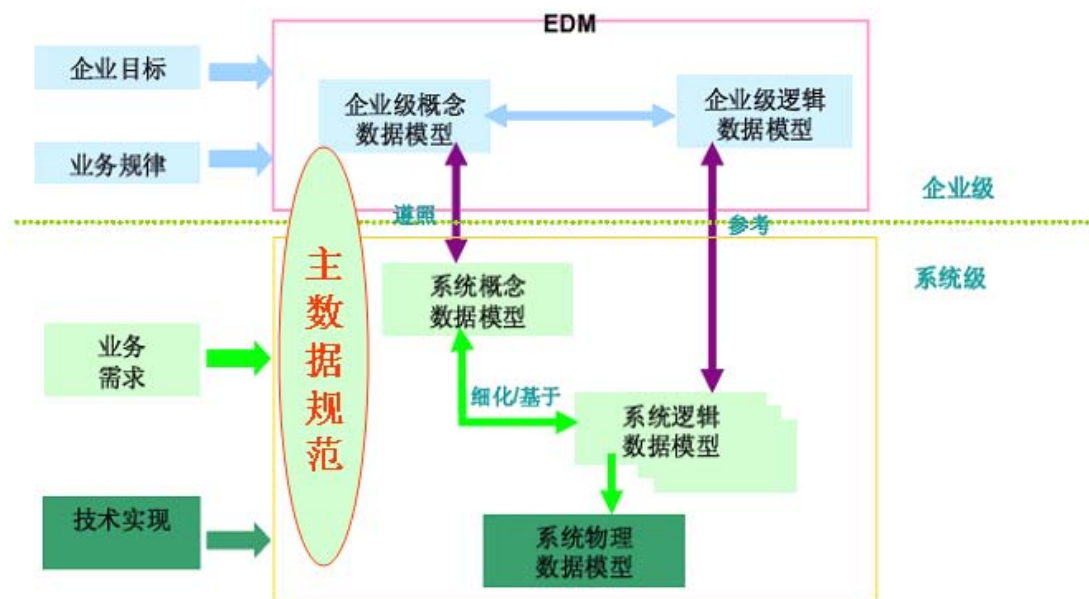 EDM
企业目标
企业级概念
数据模型
企业级逻辑
数据模型
业务规律
企业级
遵照
参考
系统级
主
数
据
规
范
系统概念
数据模型
业务
需求
细化/基于
系统逻辑
数据模型
技术实现
系统物理
数据模型